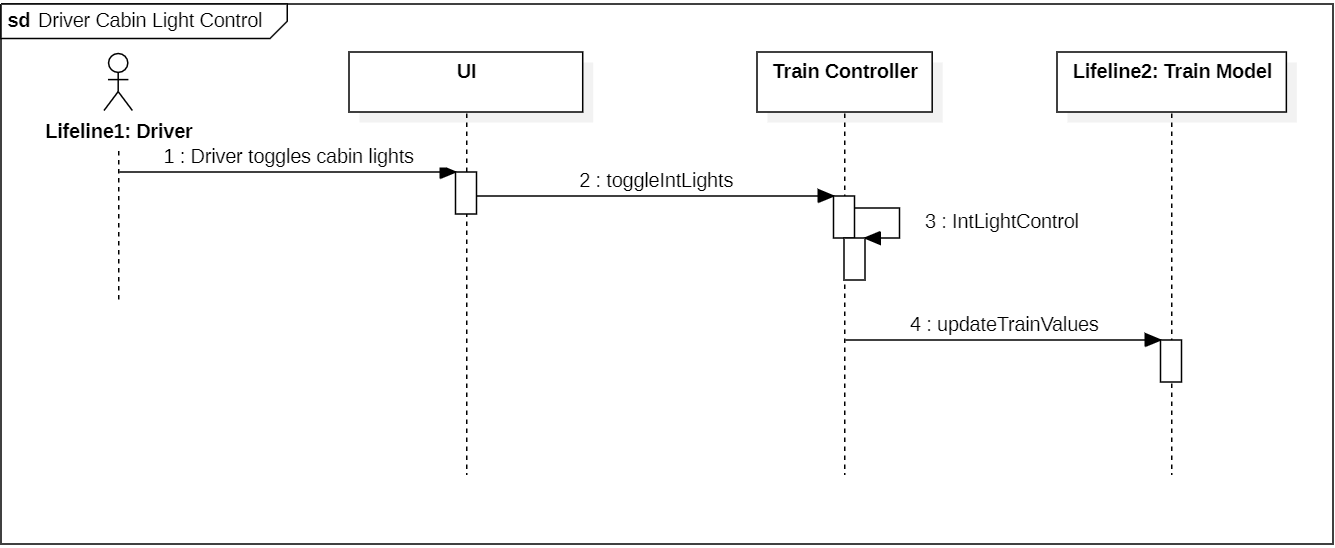 sd Driver Cabin Light Control
UI
Train Controller
Lifeline2: Train Model
Lifeline1: Driver
1 : Driver toggles cabin lights
2 : toggleIntLights
3 : IntLightControl
4 : updateTrainValues